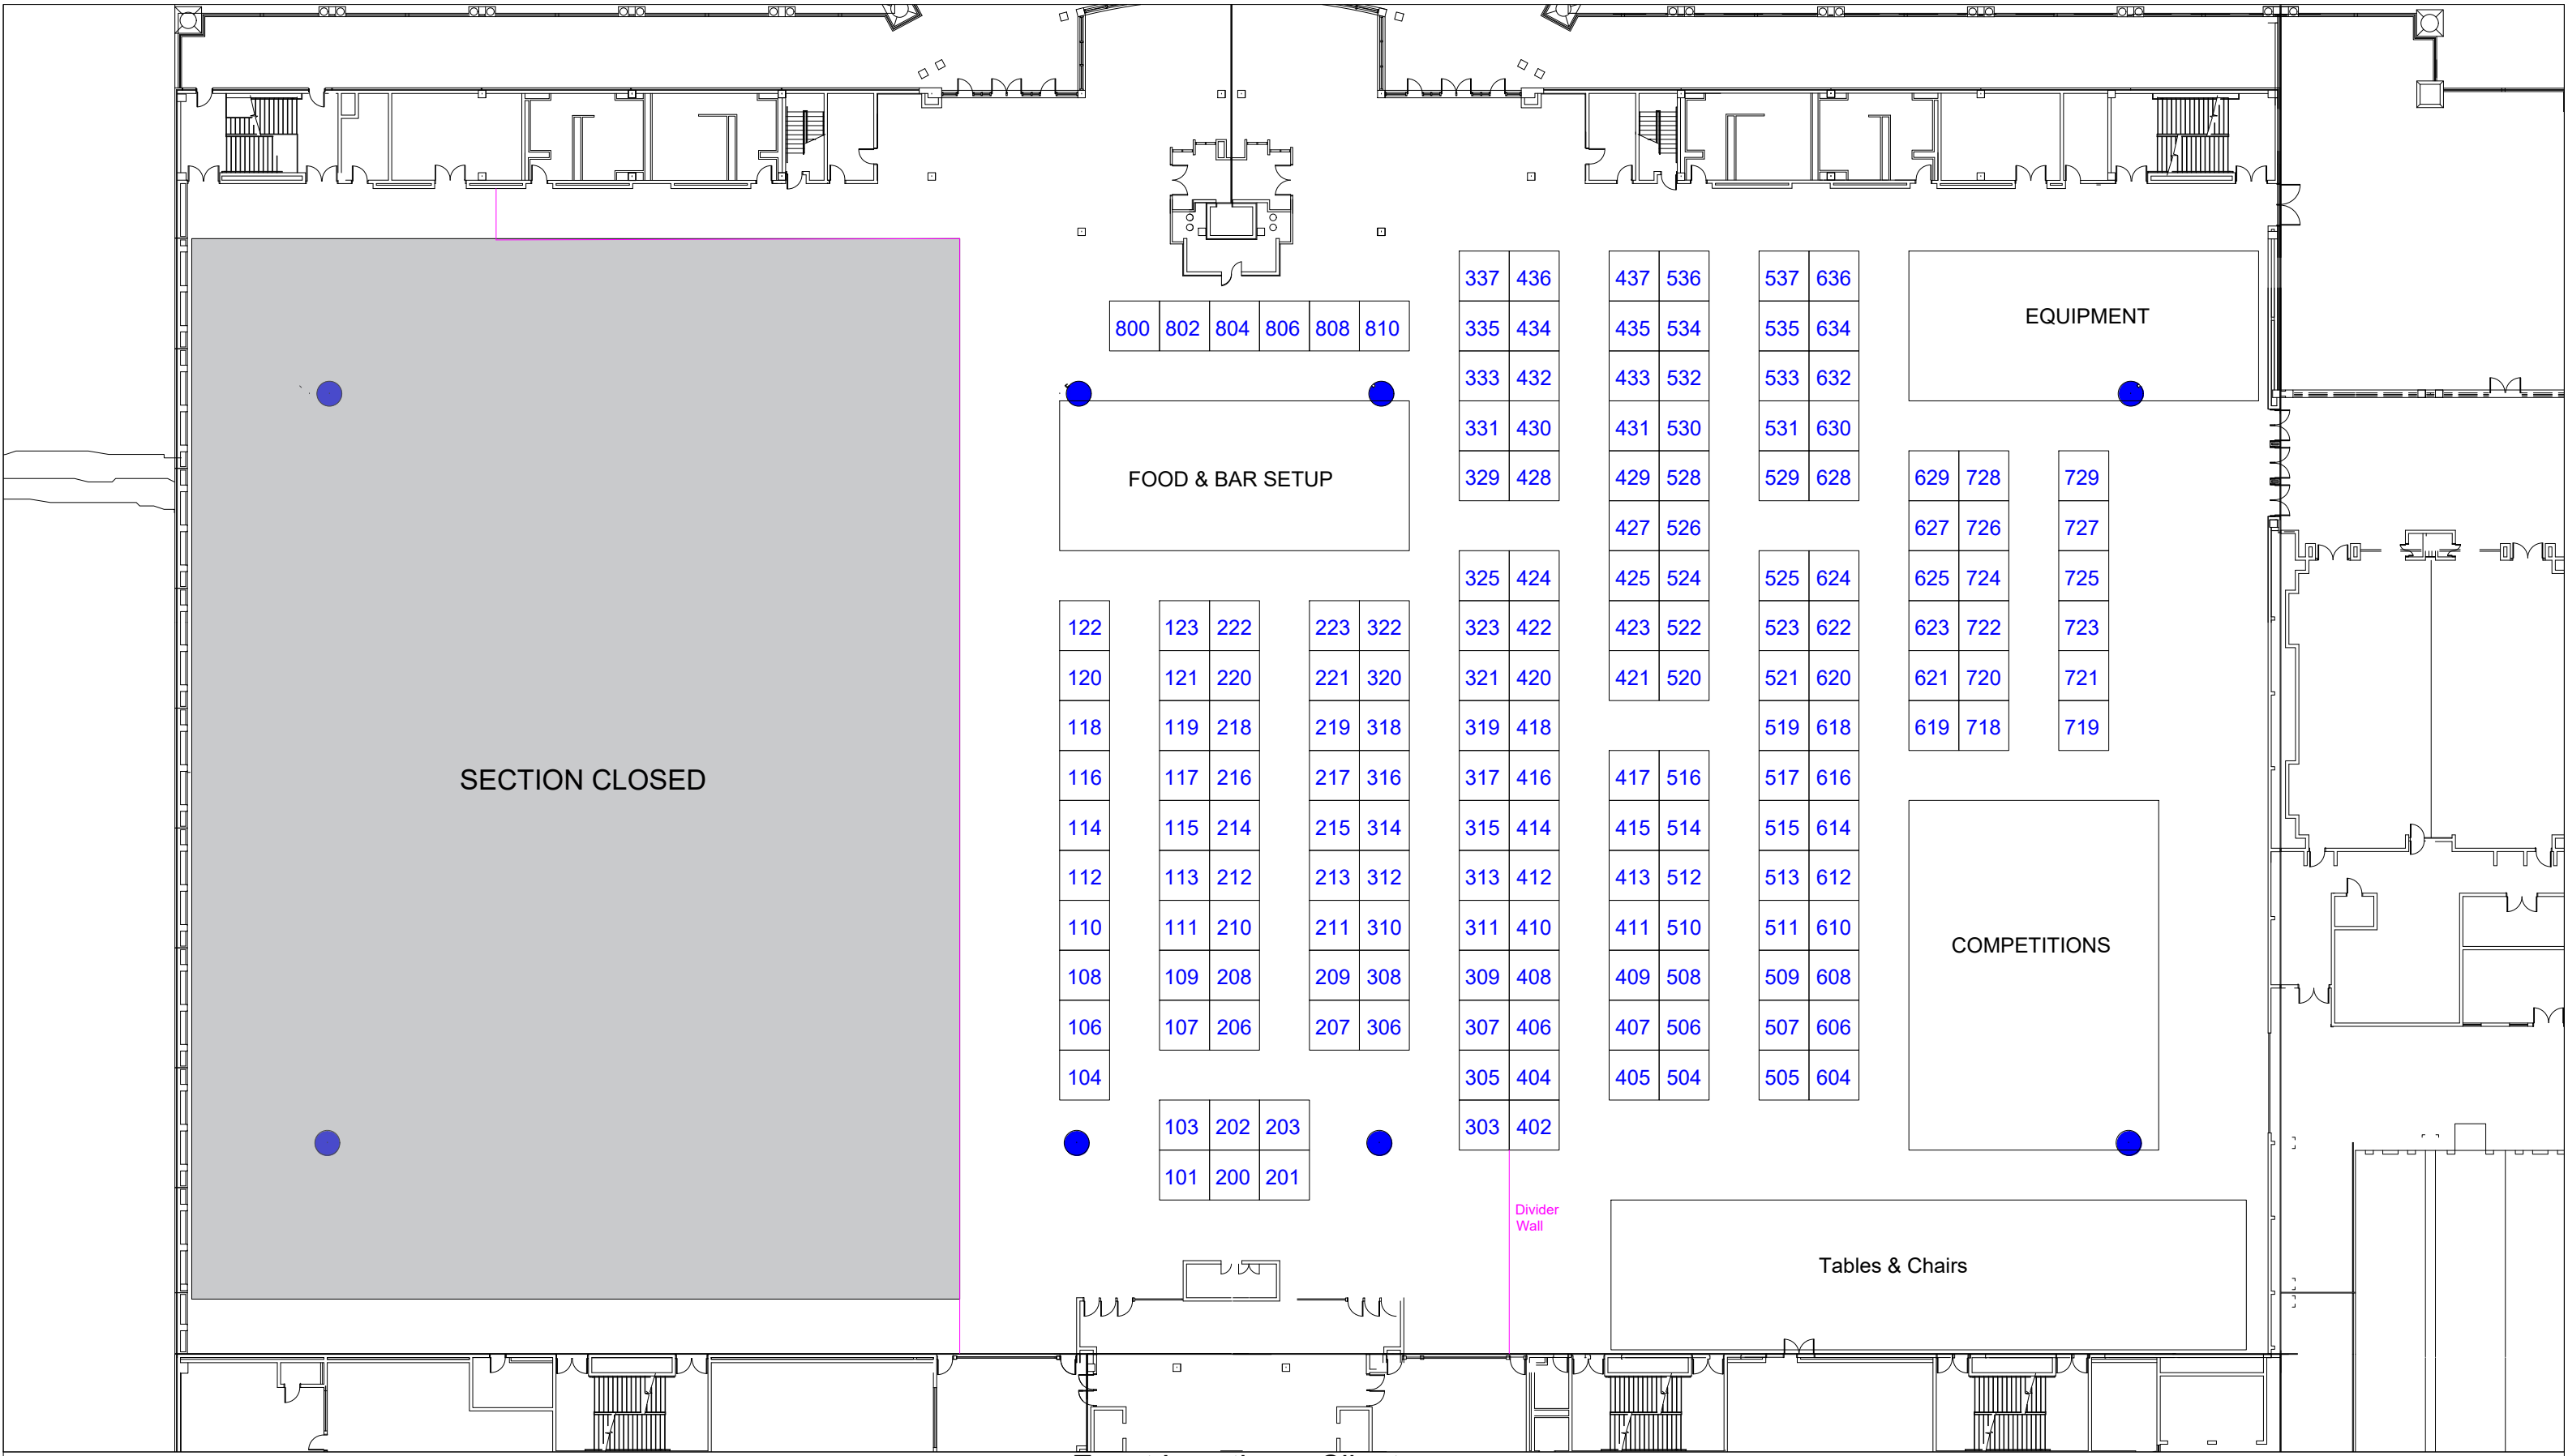 337 436 437 536 537 636
EQUIPMENT
800 802 804 806 808 810 335 434 435 534 535 634
333 432 433 532 533 632
331 430 431 530 531 630
FOOD & BAR SETUP 329 428 429 528 529 628 629 728 729
427 526 627 726 727
325 424 425 524 525 624 625 724 725
122 123 222 223 322 323 422 423 522 523 622 623 722 723
120 121 220 221 320 321 420 421 520 521 620 621 720 721
118 119 218 219 318 319 418 519 618 619 718 719
SECTION CLOSED
116 117 216 217 316 317 416 417 516 517 616
114 115 214 215 314 315 414 415 514 515 614
112 113 212 213 312 313 412 413 512 513 612
110 111 210 211 310 311 410 411 510 511 610
COMPETITIONS
108 109 208 209 308 309 408 409 508 509 608
106 107 206 207 306 307 406 407 506 507 606
104 305 404 405 504 505 604
103 202 203 303 402
101 200 201
Divider
Wall
Tables & Chairs